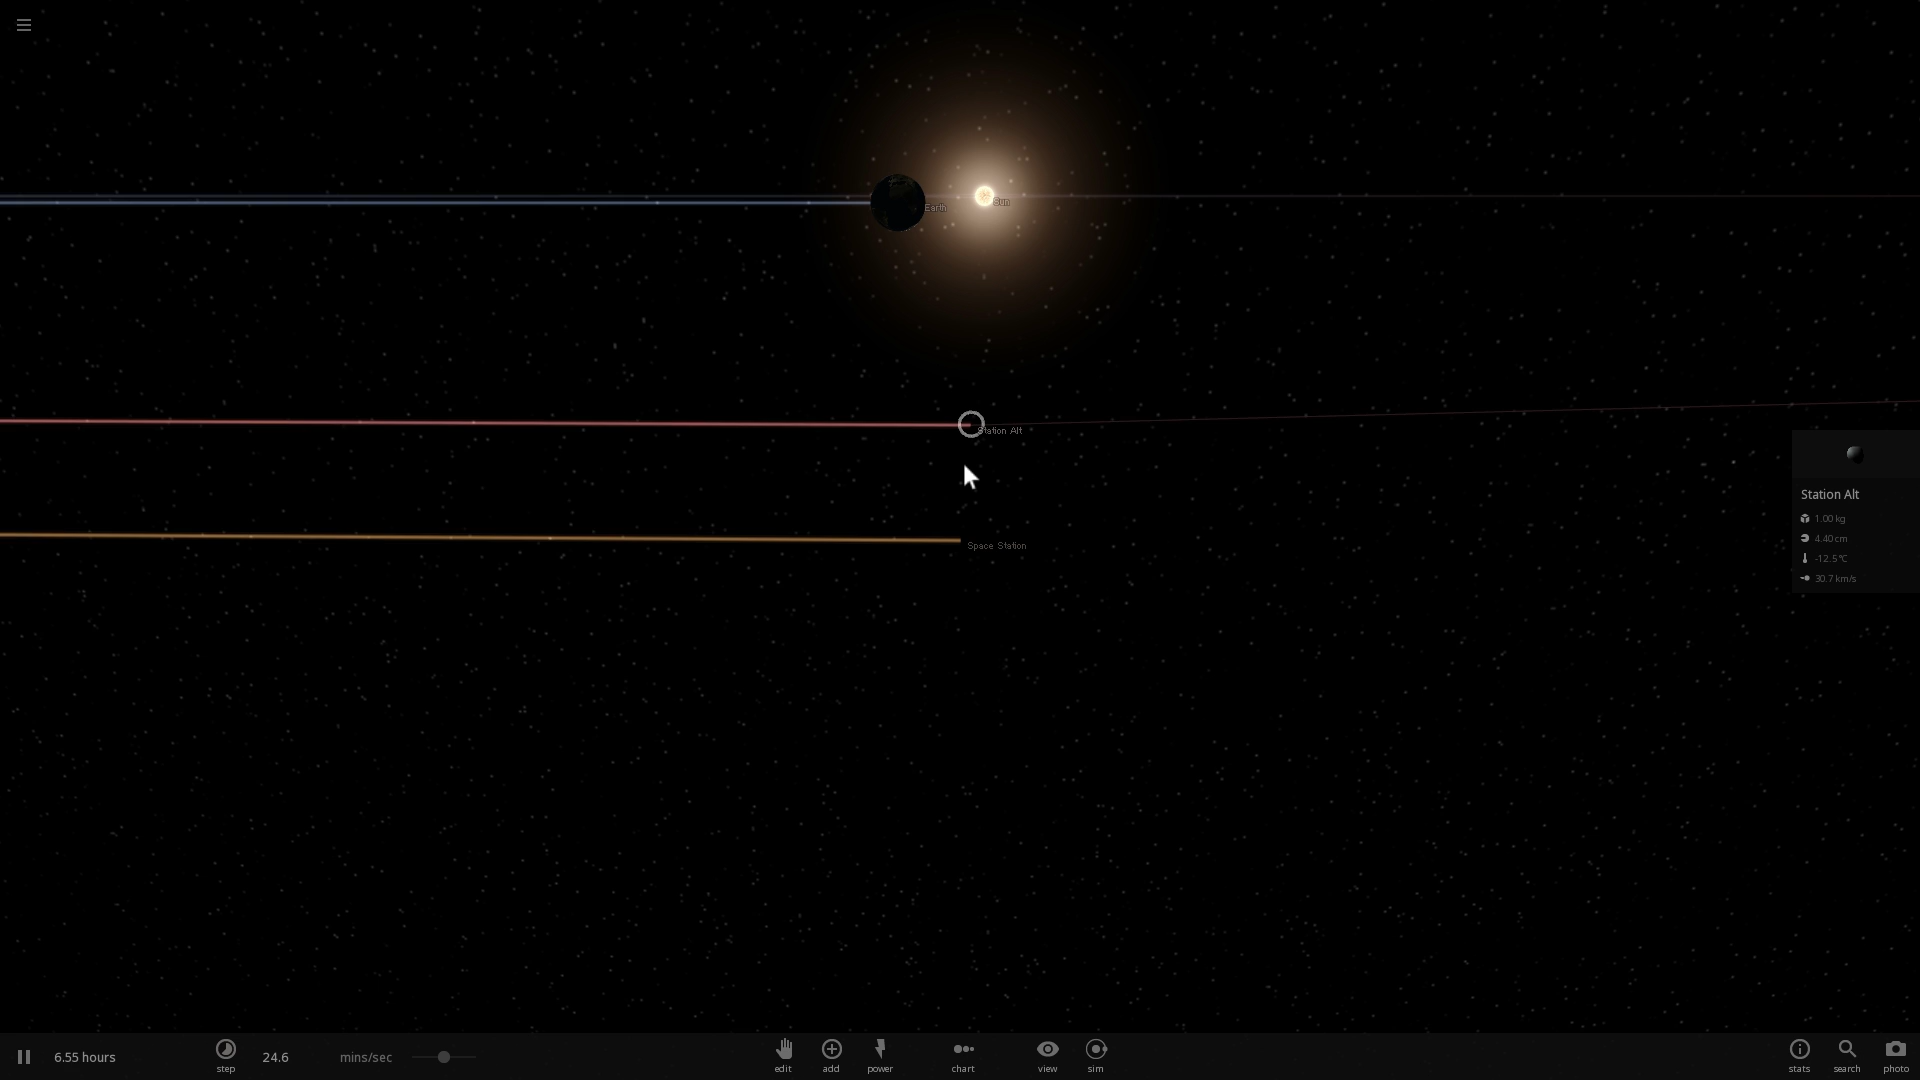 Earth
Sun
Station Alt
Space Station
Station Alt
1.00 kg
4.40 cm
-12.5 °C
30.7 km/s
6.55 hours
step
24.6
mins/sec
edit
add
power
chart
view
sim
stats
search
photo